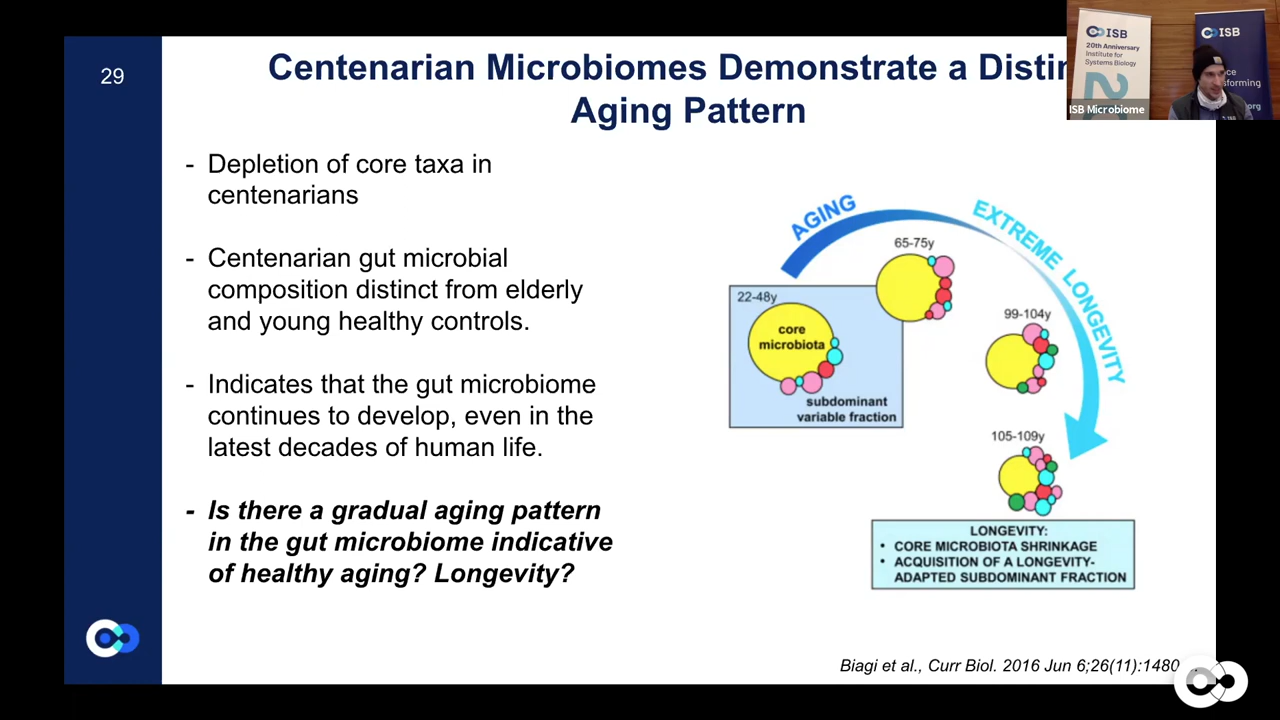 29
Centenarian Microbiomes Demonstrate a Distin
Aging Pattern
- Depletion of core taxa in
centenarians
- Centenarian gut microbial
composition distinct from elderly
and young healthy controls.
- Indicates that the gut microbiome
continues to develop, even in the
latest decades of human life.
- Is there a gradual aging pattern
in the gut microbiome indicative
of healthy aging? Longevity?
AGING
EXTREME LONGEVITY
65-75y
22-48y
core
microbiota
subdominant
variable fraction
99-104y
105-109y
LONGEVITY:
• CORE MICROBIOTA SHRINKAGE
• ACQUISITION OF A LONGEVITY-
ADAPTED SUBDOMINANT FRACTION
Biagi et al., Curr Biol. 2016 Jun 6;26(11):1480
ISB
20th Anniversary
Institute for
Systems Biology
ISB
ISB Microbiome